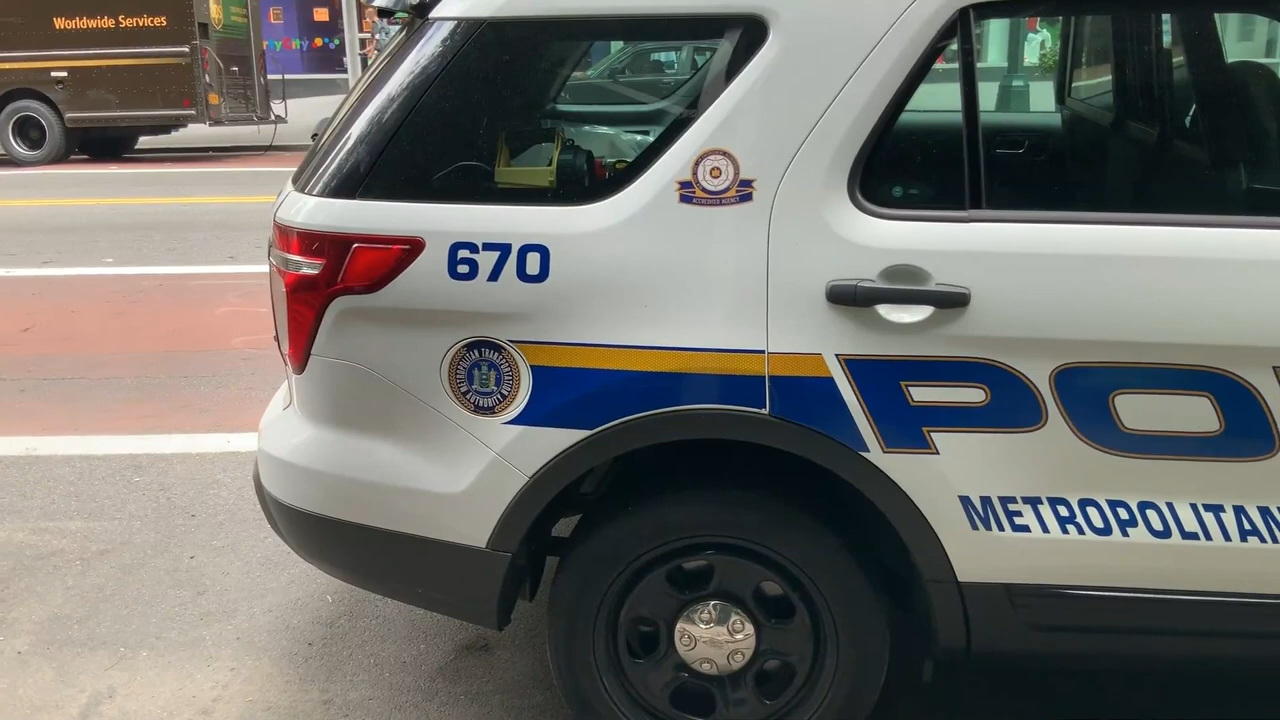 Worldwide Services
670
ACCREDITED AGENCY
METROPOLITAN TRANSPORTATION
AUTHORITY
PO
METROPOLITAN